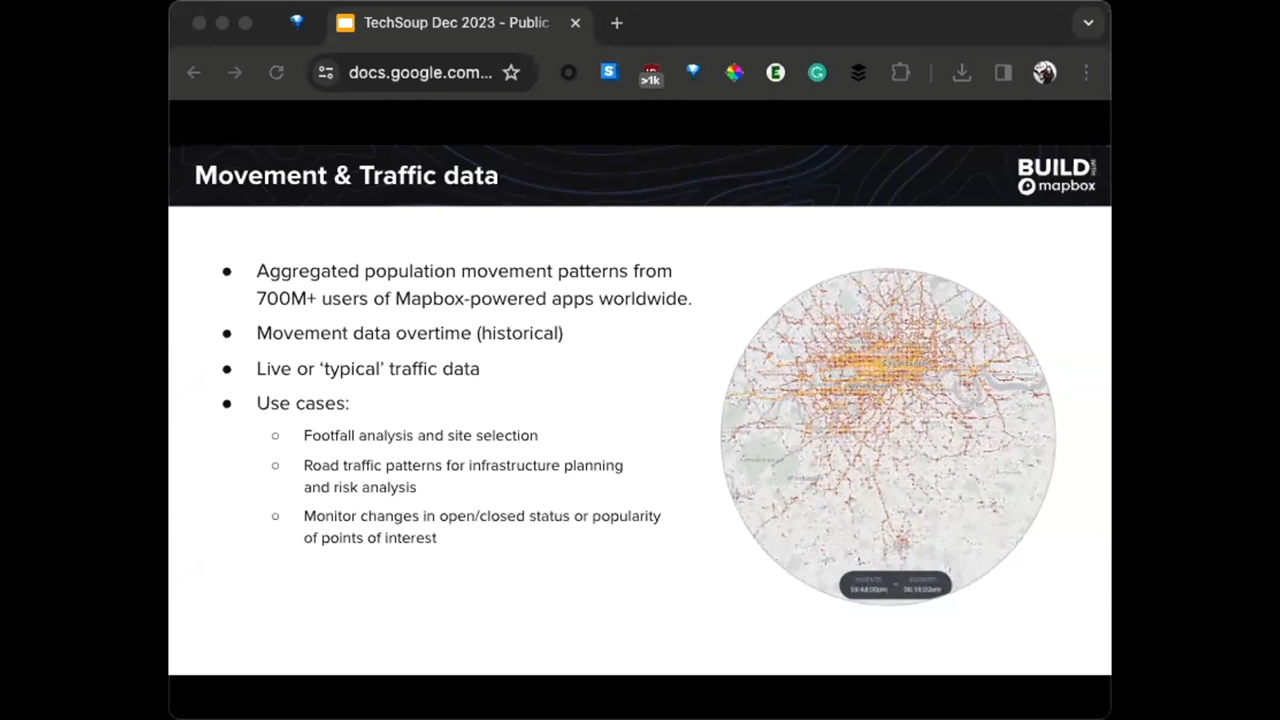 TechSoup Dec 2023 - Public
docs.google.com...
>1k
Movement & Traffic data
BUILD
mapbox
● Aggregated population movement patterns from
700M+ users of Mapbox-powered apps worldwide.
● Movement data overtime (historical)
● Live or ‘typical’ traffic data
● Use cases:
○ Footfall analysis and site selection
○ Road traffic patterns for infrastructure planning
and risk analysis
○ Monitor changes in open/closed status or popularity
of points of interest